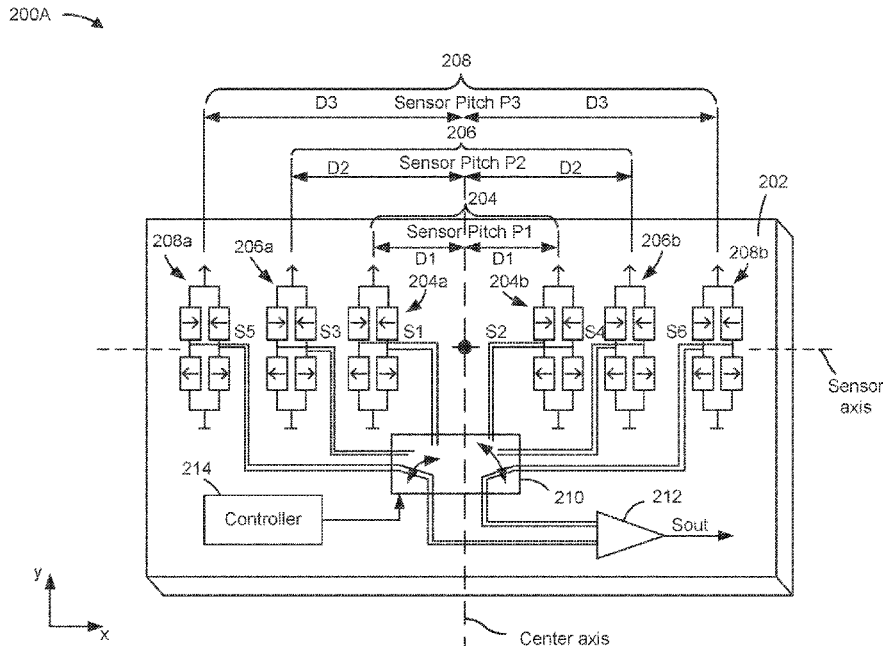 200A
208
D3 Sensor Pitch P3 D3
206
D2 Sensor Pitch P2 D2
204
202
Sensor Pitch P1
D1 D1
208a 206a 204a 204b 206b 208b
S5 S3 S1 S2 S4 S6
Sensor
axis
214 210 212
Controller Sout
y
x
Center axis